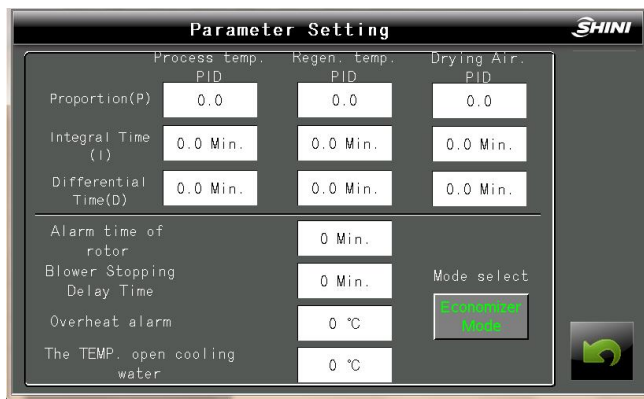 Parameter Setting
SHINI
Process temp. PID
Regen. temp. PID
Drying Air. PID
Proportion(P)
0.0
0.0
0.0
Integral Time
(I)
0.0 Min.
0.0 Min.
0.0 Min.
Differential
Time(D)
0.0 Min.
0.0 Min.
0.0 Min.
Alarm time of
rotor
0 Min.
Blower Stopping
Delay Time
0 Min.
Mode select
Economizer
Mode
Overheat alarm
0 ℃
The TEMP. open cooling
water
0 ℃